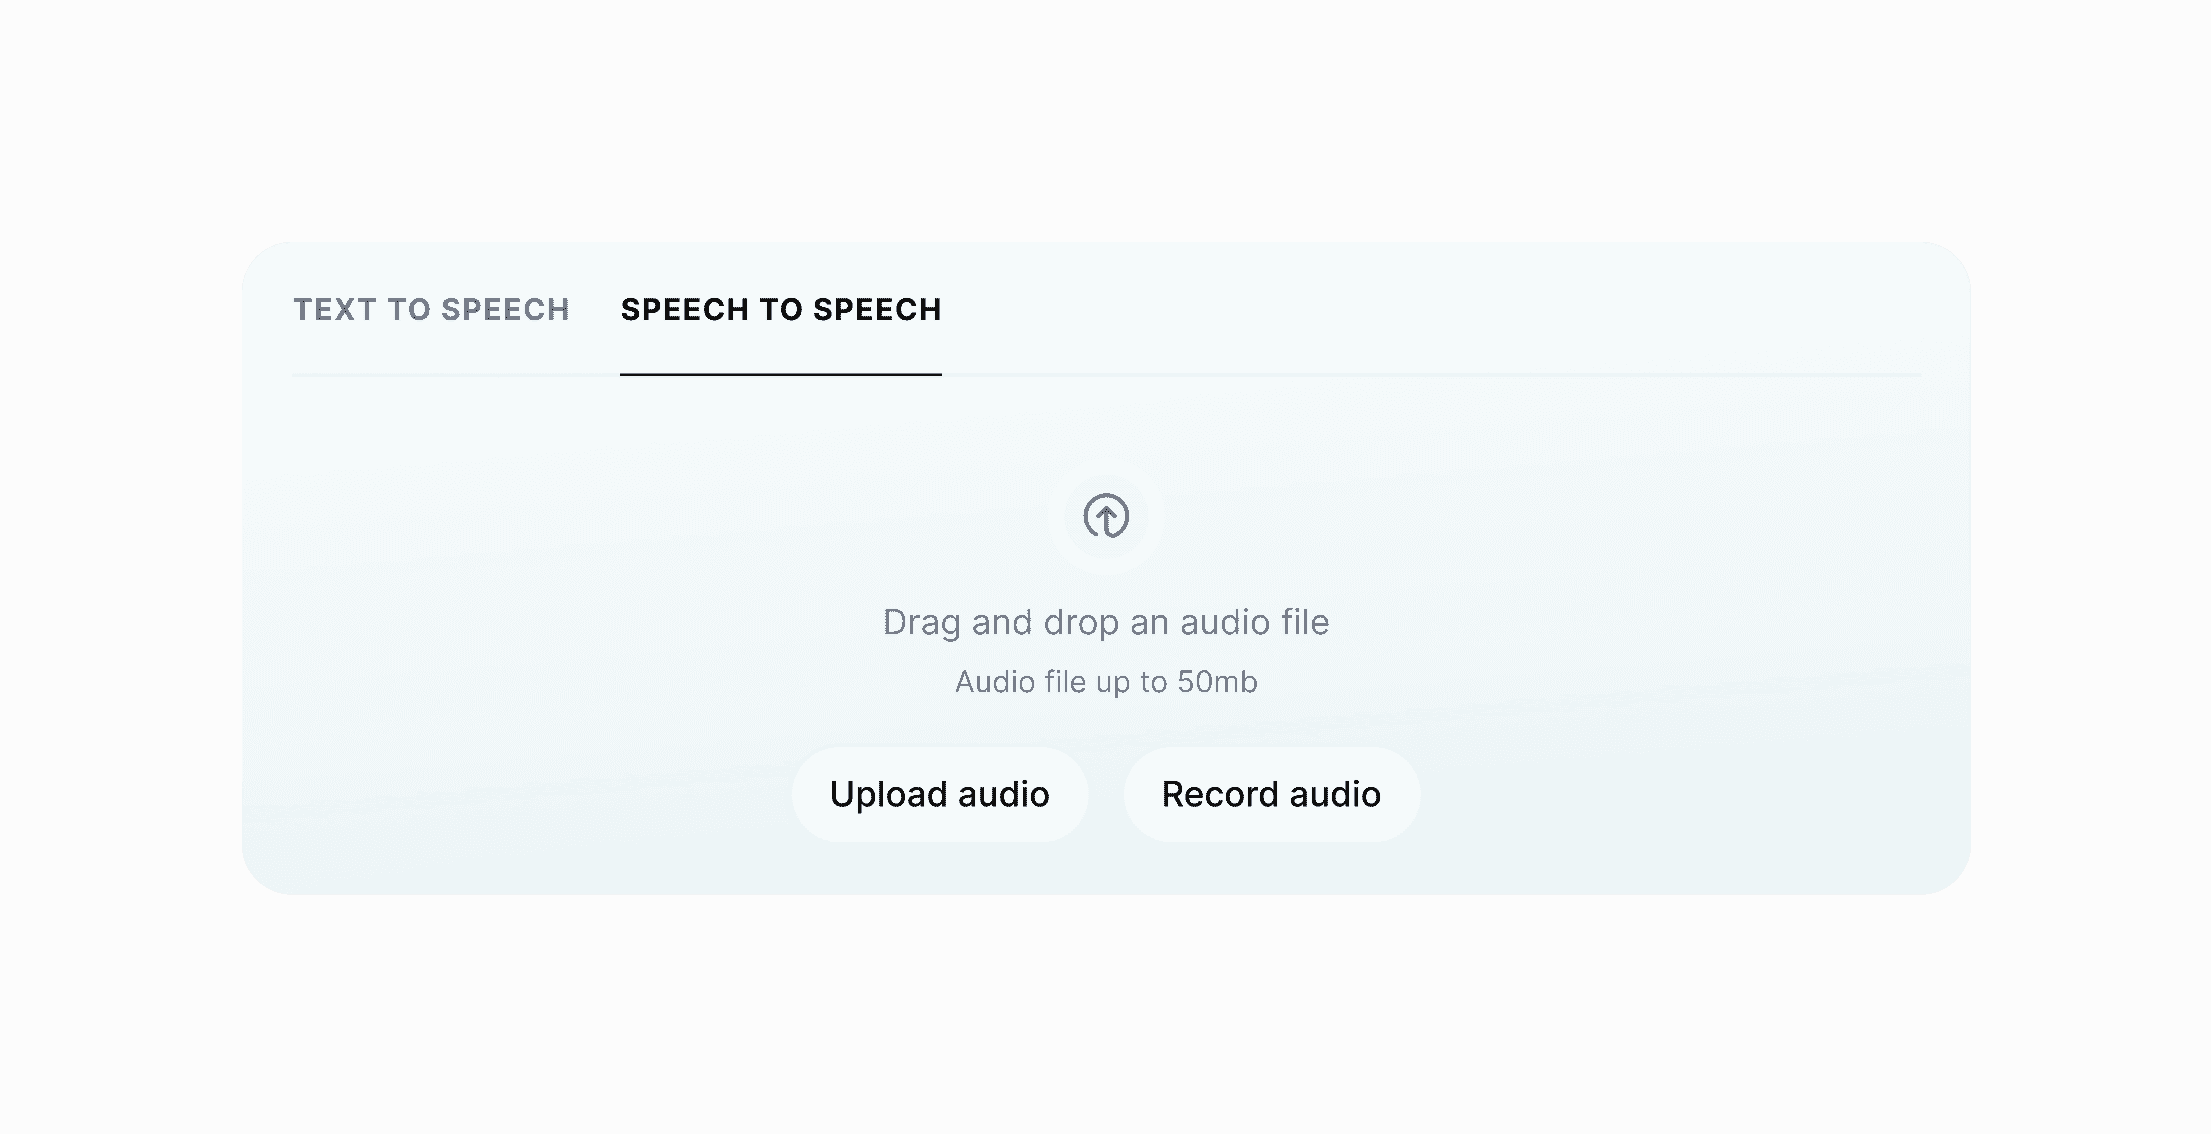 TEXT TO SPEECH SPEECH TO SPEECH
Drag and drop an audio file
Audio file up to 50mb
Upload audio Record audio